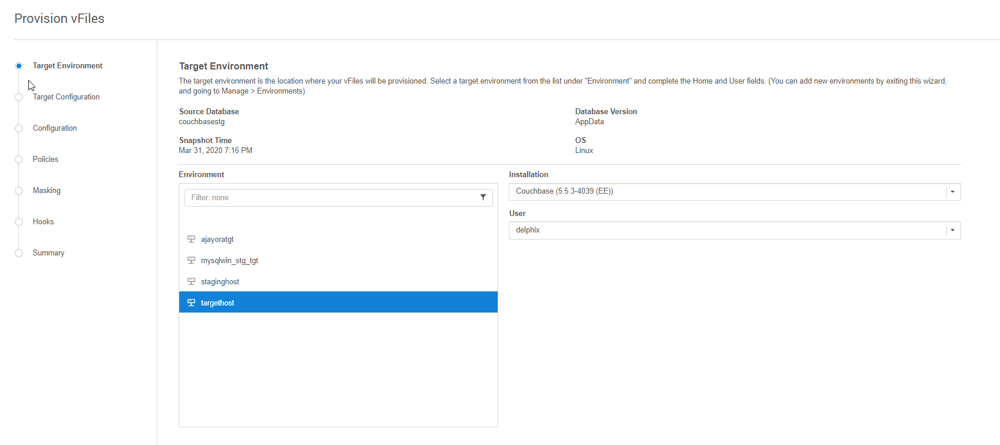 Provision vFiles
Target Environment
Target Configuration
Configuration
Policies
Masking
Hooks
Summary
Target Environment
The target environment is the location where your vFiles will be provisioned. Select a target environment from the list under "Environment" and complete the Home and User fields. (You can add new environments by exiting this wizard,
and going to Manage > Environments)
Source Database
couchbasestg
Database Version
AppData
Snapshot Time
Mar 31, 2020 7:16 PM
OS
Linux
Environment
Filter: none
ajayoratgt
mysqlwin_stg_tgt
staginghost
targethost
Installation
Couchbase (5.5.3-4039 (EE))
User
delphix